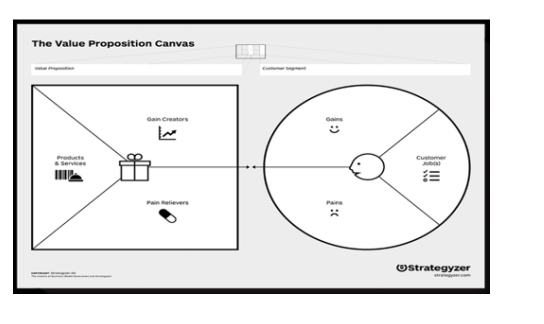 The Value Proposition Canvas
Value Proposition
Customer Segment
Gain Creators
Gains
Products
& Services
Customer
Job(s)
Pain Relievers
Pains
Strategyzer
strategyzer.com